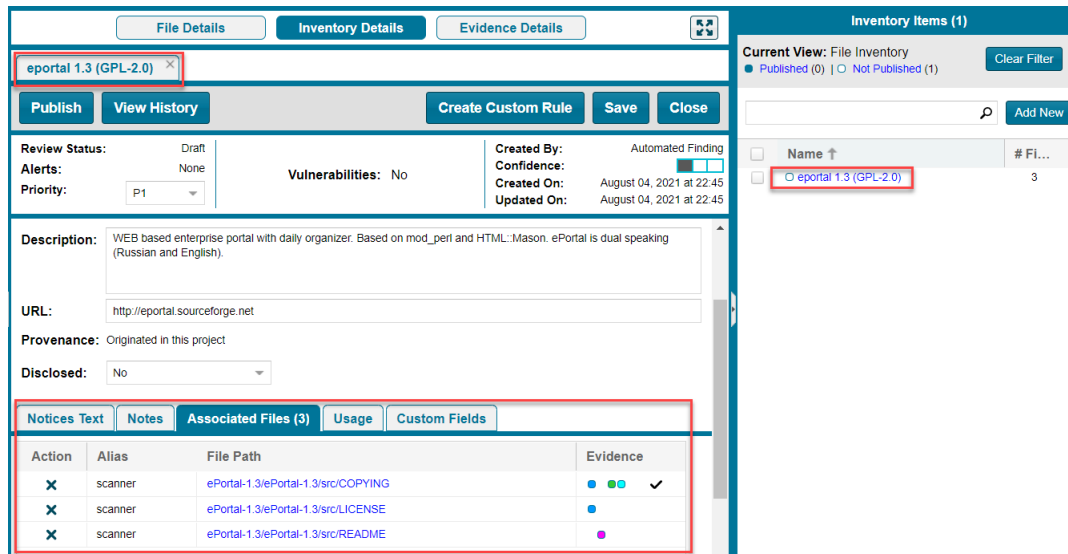 File Details
Inventory Details
Evidence Details
eportal 1.3 (GPL-2.0)
Publish
View History
Create Custom Rule
Save
Close
Review Status: Draft
Alerts: None
Priority: P1
Vulnerabilities: No
Created By: Automated Finding
Confidence:
Created On: August 04, 2021 at 22:45
Updated On: August 04, 2021 at 22:45
Description: WEB based enterprise portal with daily organizer. Based on mod_perl and HTML::Mason. ePortal is dual speaking
(Russian and English).
URL: http://eportal.sourceforge.net
Provenance: Originated in this project
Disclosed: No
Notices Text
Notes
Associated Files (3)
Usage
Custom Fields
Action Alias File Path Evidence
scanner ePortal-1.3/ePortal-1.3/src/COPYING
scanner ePortal-1.3/ePortal-1.3/src/LICENSE
scanner ePortal-1.3/ePortal-1.3/src/README
Inventory Items (1)
Current View: File Inventory
Published (0) | Not Published (1)
Clear Filter
Add New
Name # Fi...
eportal 1.3 (GPL-2.0) 3